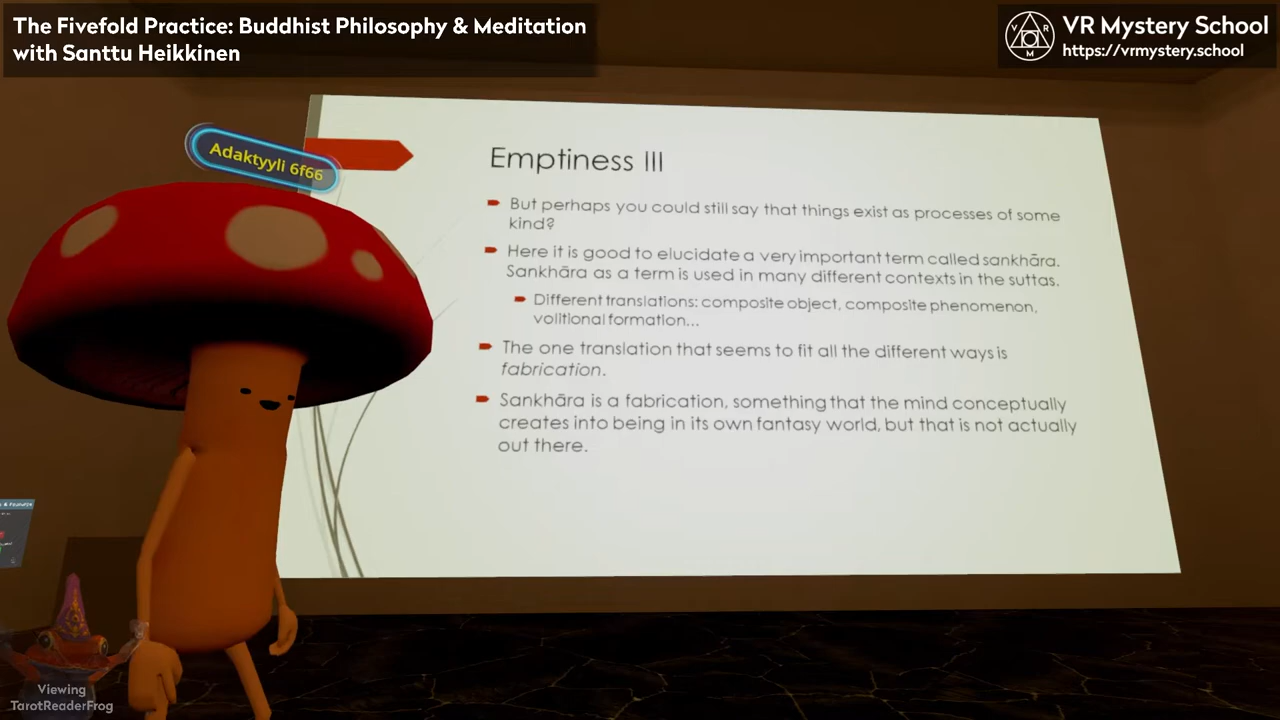 The Fivefold Practice: Buddhist Philosophy & Meditation
with Santtu Heikkinen
VR Mystery School
https://vrmystery.school
V R
M
Adaktyyli 6f66
Emptiness III
But perhaps you could still say that things exist as processes of some
kind?
Here it is good to elucidate a very important term called sankhāra.
Sankhāra as a term is used in many different contexts in the suttas.
Different translations: composite object, composite phenomenon,
volitional formation...
The one translation that seems to fit all the different ways is
fabrication.
Sankhāra is a fabrication, something that the mind conceptually
creates into being in its own fantasy world, but that is not actually
out there.
Viewing
TarotReaderFrog